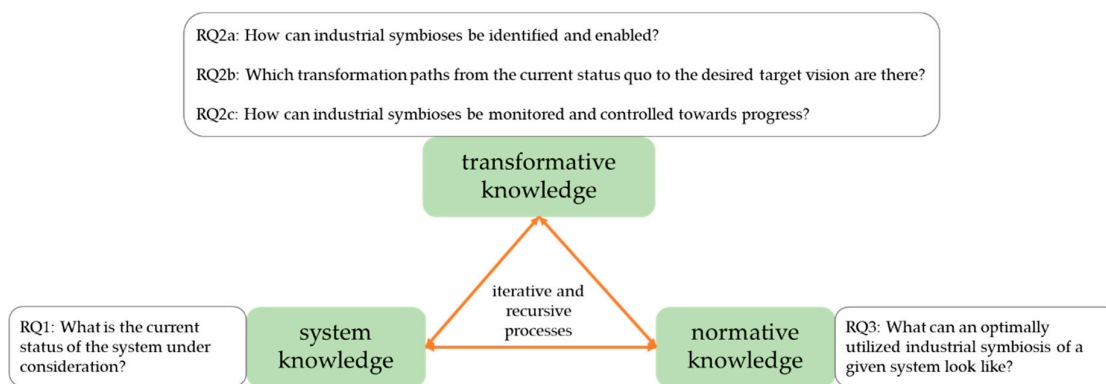 RQ2a: How can industrial symbioses be identified and enabled?
RQ2b: Which transformation paths from the current status quo to the desired target vision are there?
RQ2c: How can industrial symbioses be monitored and controlled towards progress?
transformative
knowledge
iterative and
recursive
processes
RQ1: What is the current
status of the system under
consideration?
system
knowledge
normative
knowledge
RQ3: What can an optimally
utilized industrial symbiosis of a
given system look like?